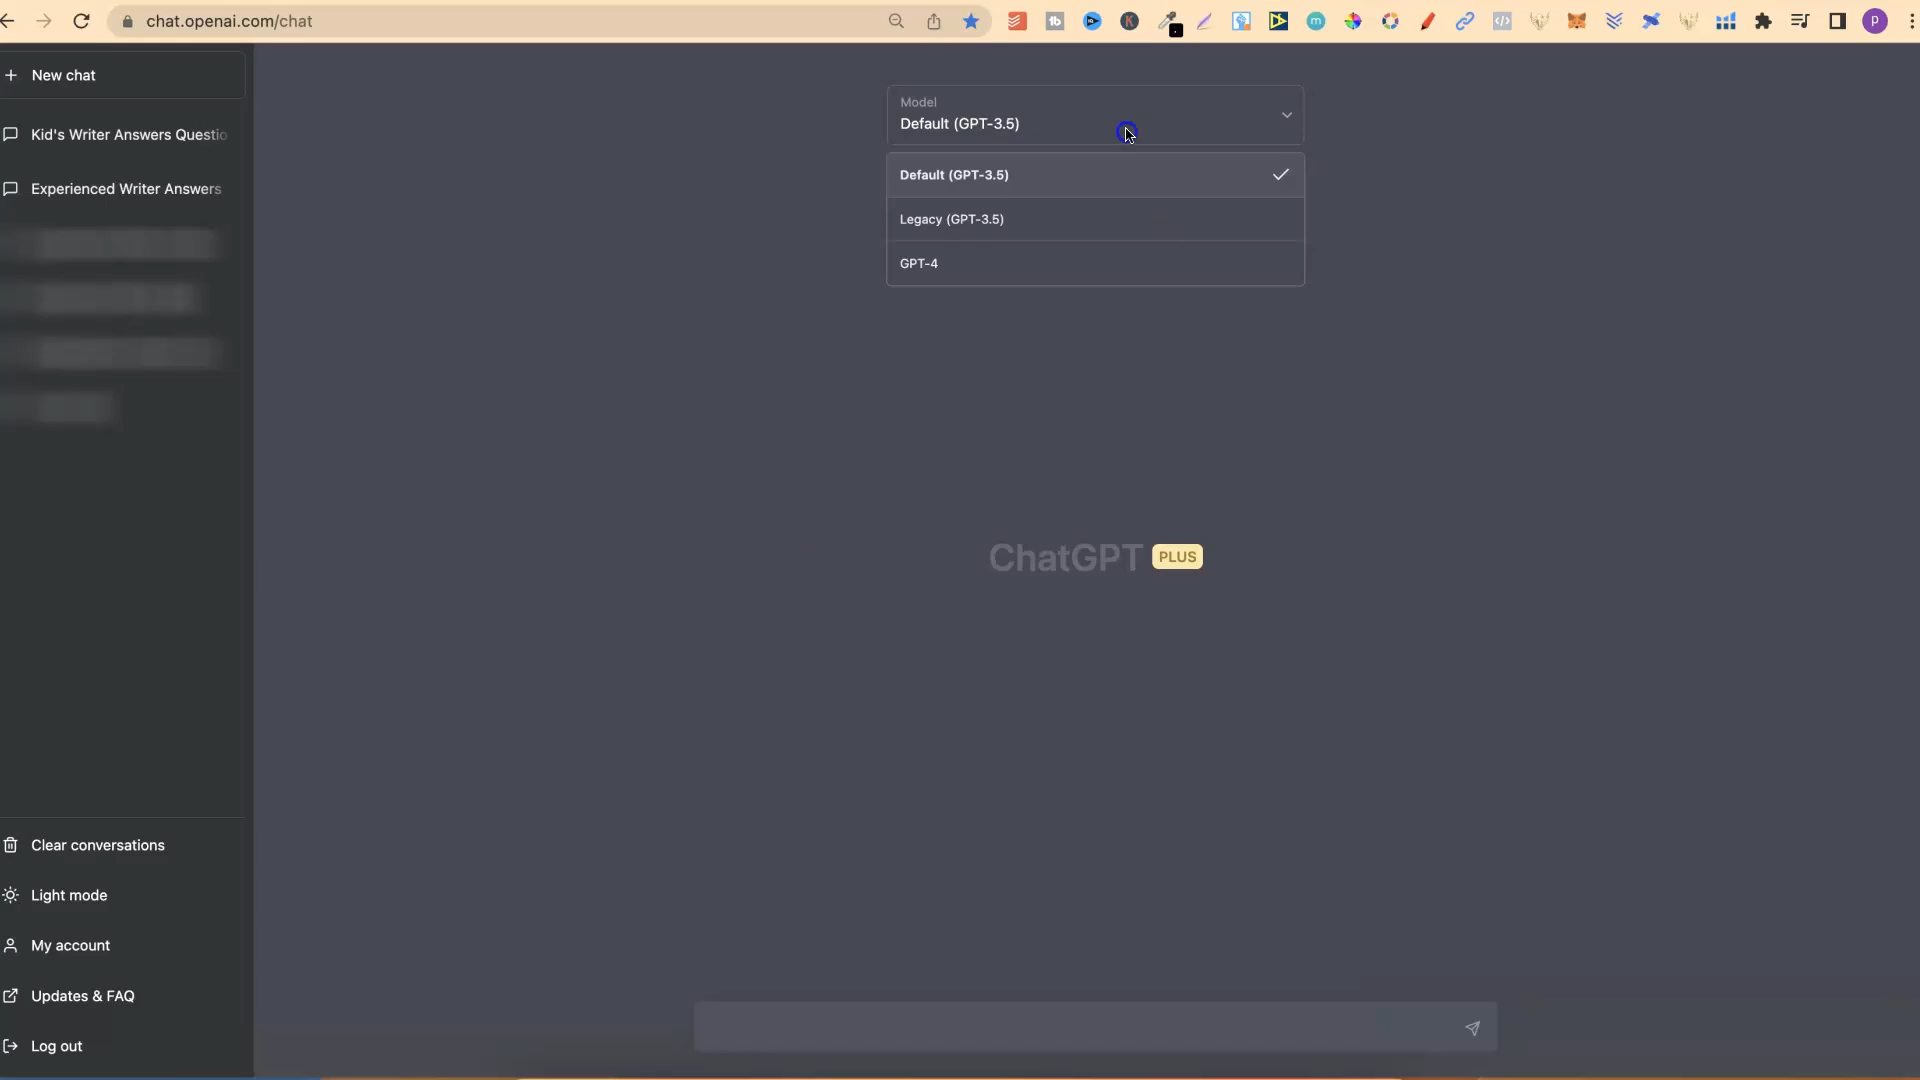 chat.openai.com/chat
New chat
Kid's Writer Answers Questio
Experienced Writer Answers
Clear conversations
Light mode
My account
Updates & FAQ
Log out
Model
Default (GPT-3.5)
Default (GPT-3.5)
Legacy (GPT-3.5)
GPT-4
ChatGPT PLUS